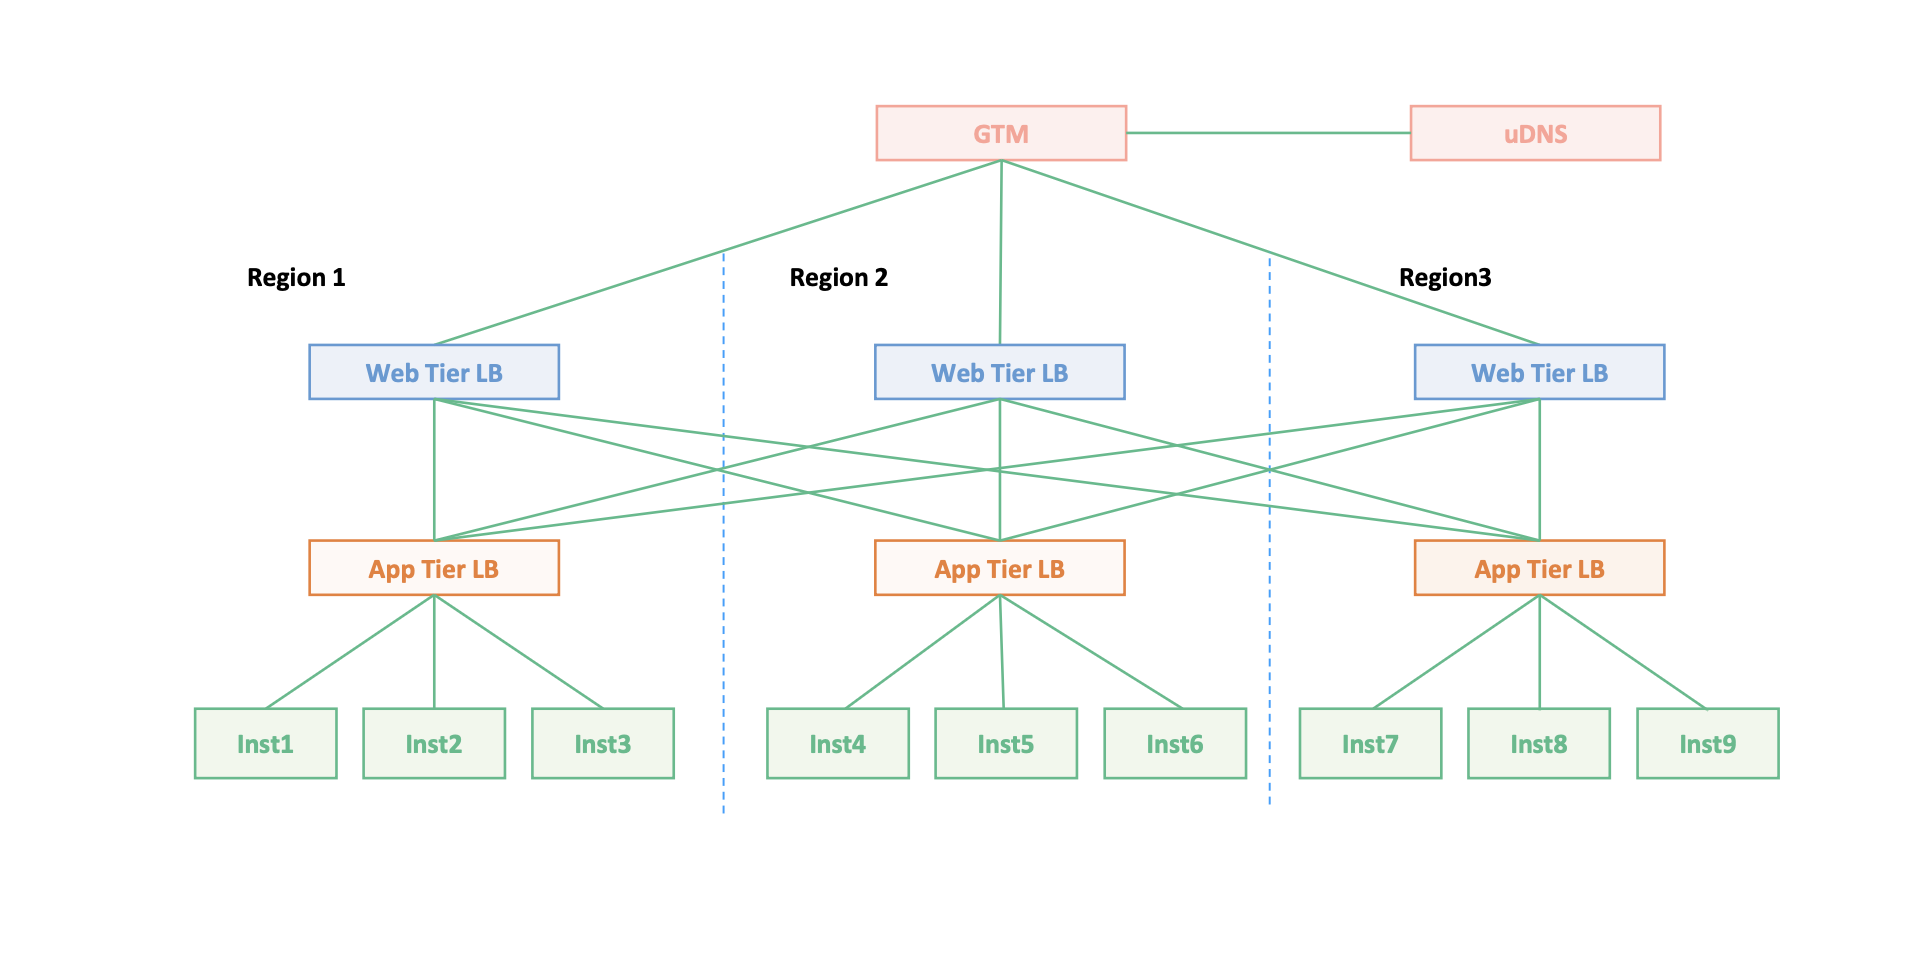 GTM
uDNS
Region 1
Region 2
Region3
Web Tier LB
Web Tier LB
Web Tier LB
App Tier LB
App Tier LB
App Tier LB
Inst1
Inst2
Inst3
Inst4
Inst5
Inst6
Inst7
Inst8
Inst9